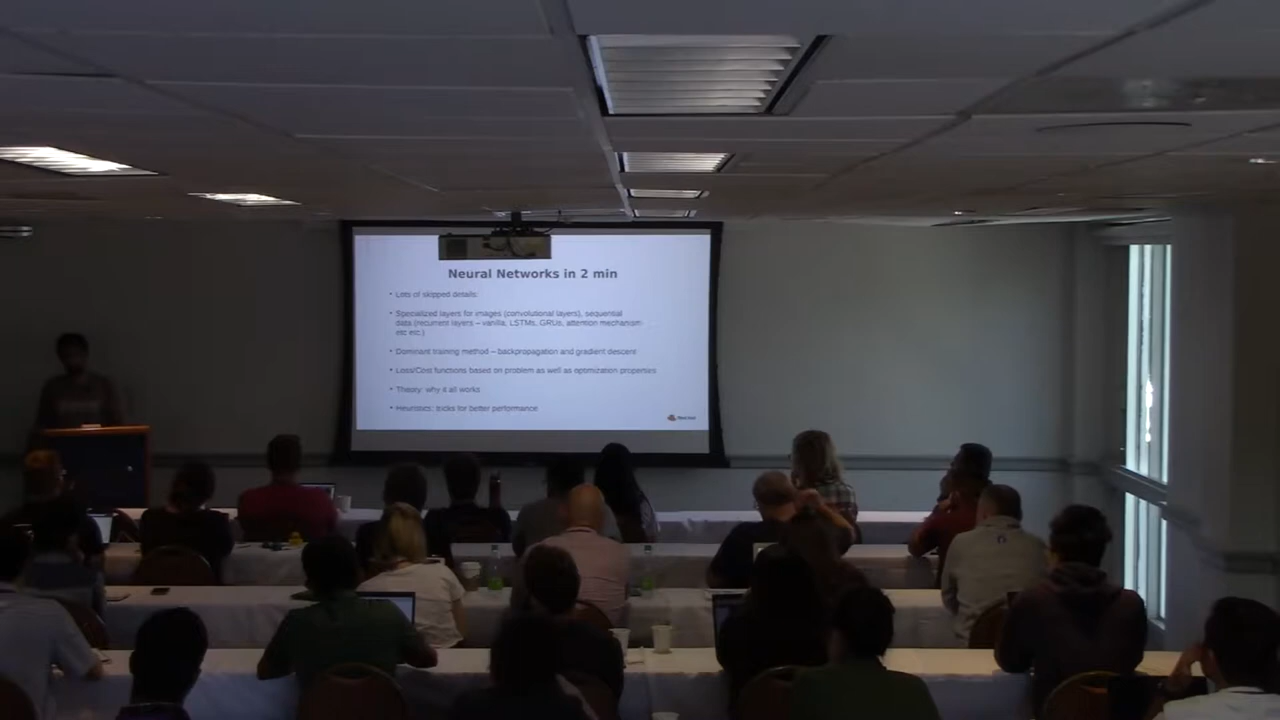 Neural Networks in 2 min
• Lots of skipped details:
• Specialized layers for images (convolutional layers), sequential
data (recurrent layers – vanilla, LSTMs, GRUs, attention mechanism
etc etc.)
• Dominant training method – backpropagation and gradient descent
• Loss/Cost functions based on problem as well as optimization properties
• 'Theory' why it all works
• Heuristics: tricks for better performance